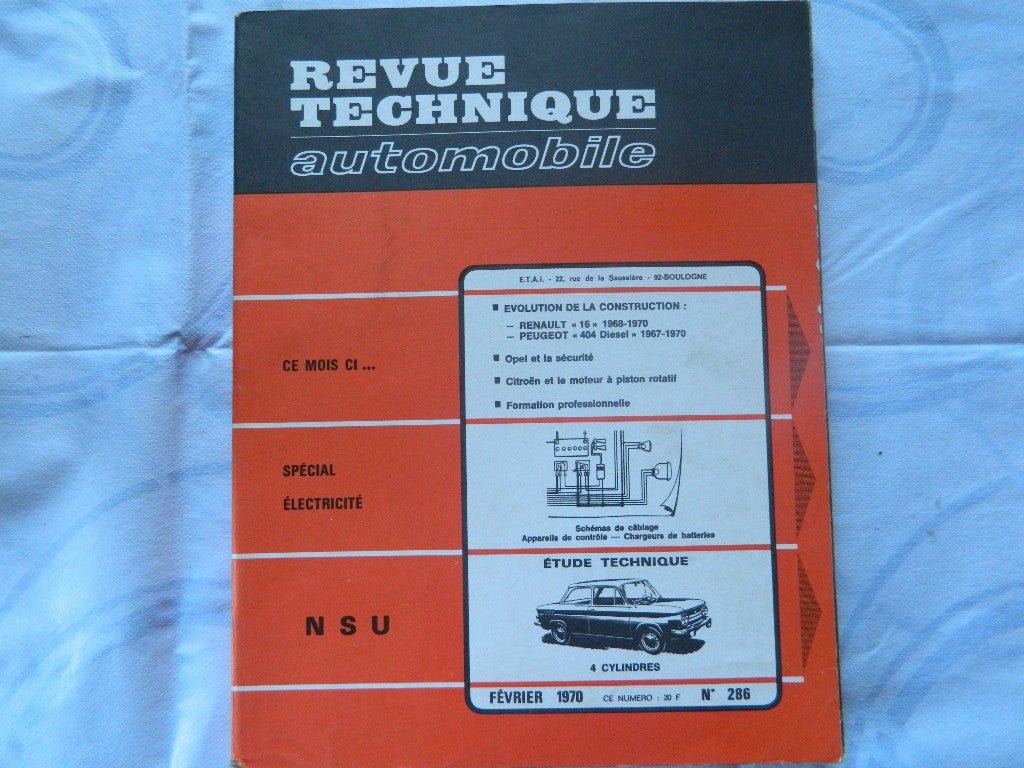 REVUE
TECHNIQUE
automobile
E.T.A.I. - 22, rue de la Saussière - 92-BOULOGNE
CE MOIS CI ...
■ EVOLUTION DE LA CONSTRUCTION :
— RENAULT « 16 » 1968-1970
— PEUGEOT « 404 Diesel » 1967-1970
■ Opel et la sécurité
■ Citroën et le moteur à piston rotatif
■ Formation professionnelle
SPÉCIAL
ÉLECTRICITÉ
Schémas de câblage
Appareils de contrôle — Chargeurs de batteries
NSU
ÉTUDE TECHNIQUE
4 CYLINDRES
FÉVRIER 1970 CE NUMERO : 20 F N° 286